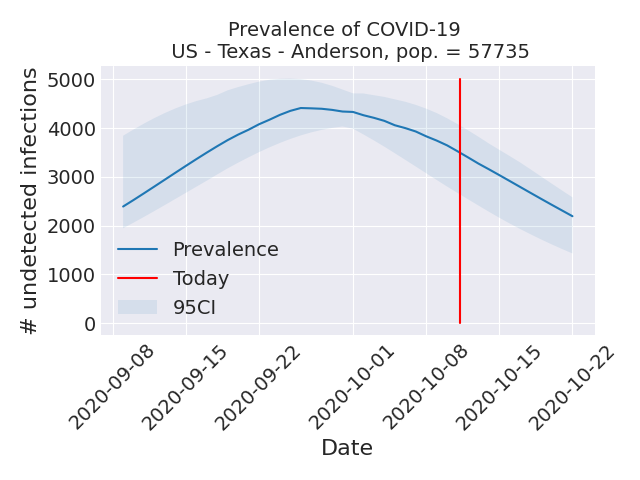 Prevalence of COVID-19
US - Texas - Anderson, pop. = 57735
# undetected infections
5000
4000
3000
2000
1000
0
Prevalence
Today
95CI
2020-09-08
2020-09-15
2020-09-22
2020-10-01
2020-10-08
2020-10-15
2020-10-22
Date